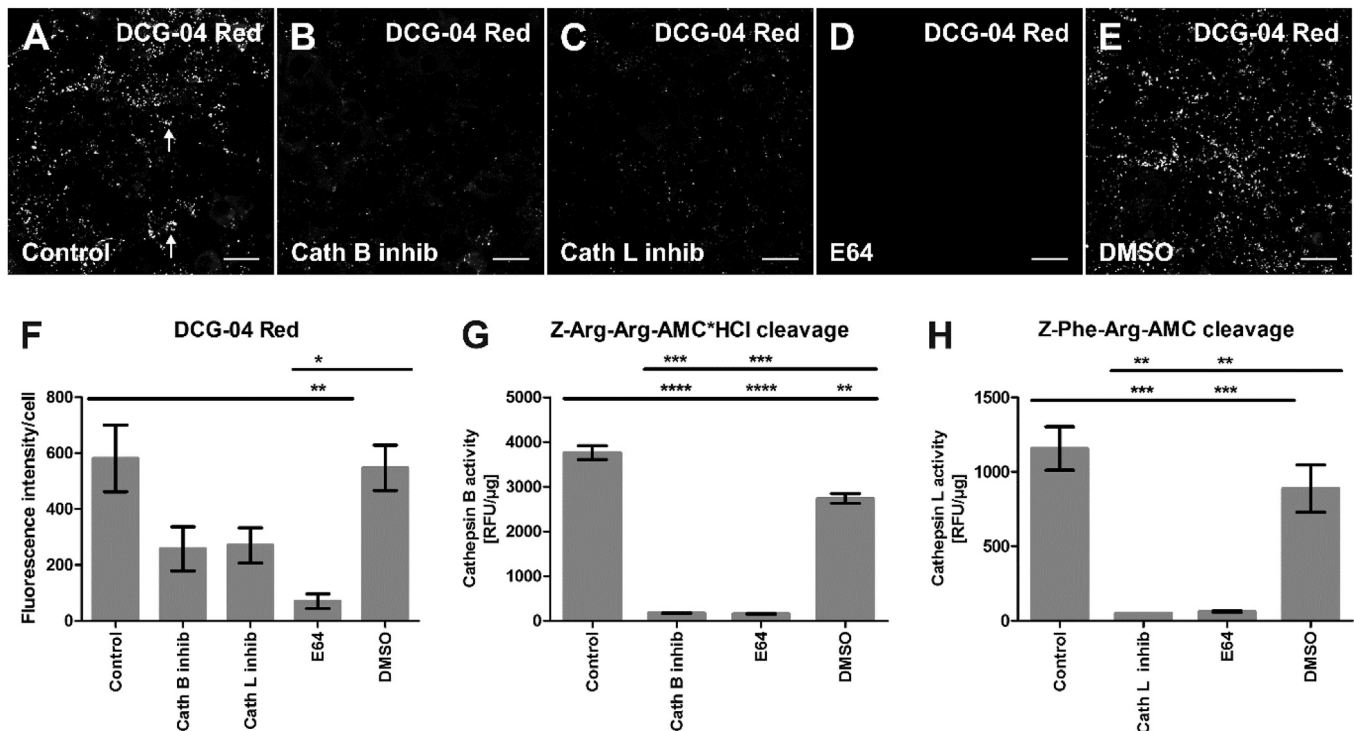 A DCG-04 Red
Control
B DCG-04 Red
Cath B inhib
C DCG-04 Red
Cath L inhib
D DCG-04 Red
E64
E DCG-04 Red
DMSO
F DCG-04 Red
*
**
Fluorescence intensity/cell
800
600
400
200
0
Control
Cath B inhib
Cath L inhib
E64
DMSO
G Z-Arg-Arg-AMC*HCl cleavage
*** ***
**** **** **
Cathepsin B activity
[RFU/µg]
5000
4000
3000
2000
1000
0
Control
Cath B inhib
E64
DMSO
H Z-Phe-Arg-AMC cleavage
** **
*** ***
Cathepsin L activity
[RFU/µg]
1500
1000
500
0
Control
Cath L inhib
E64
DMSO